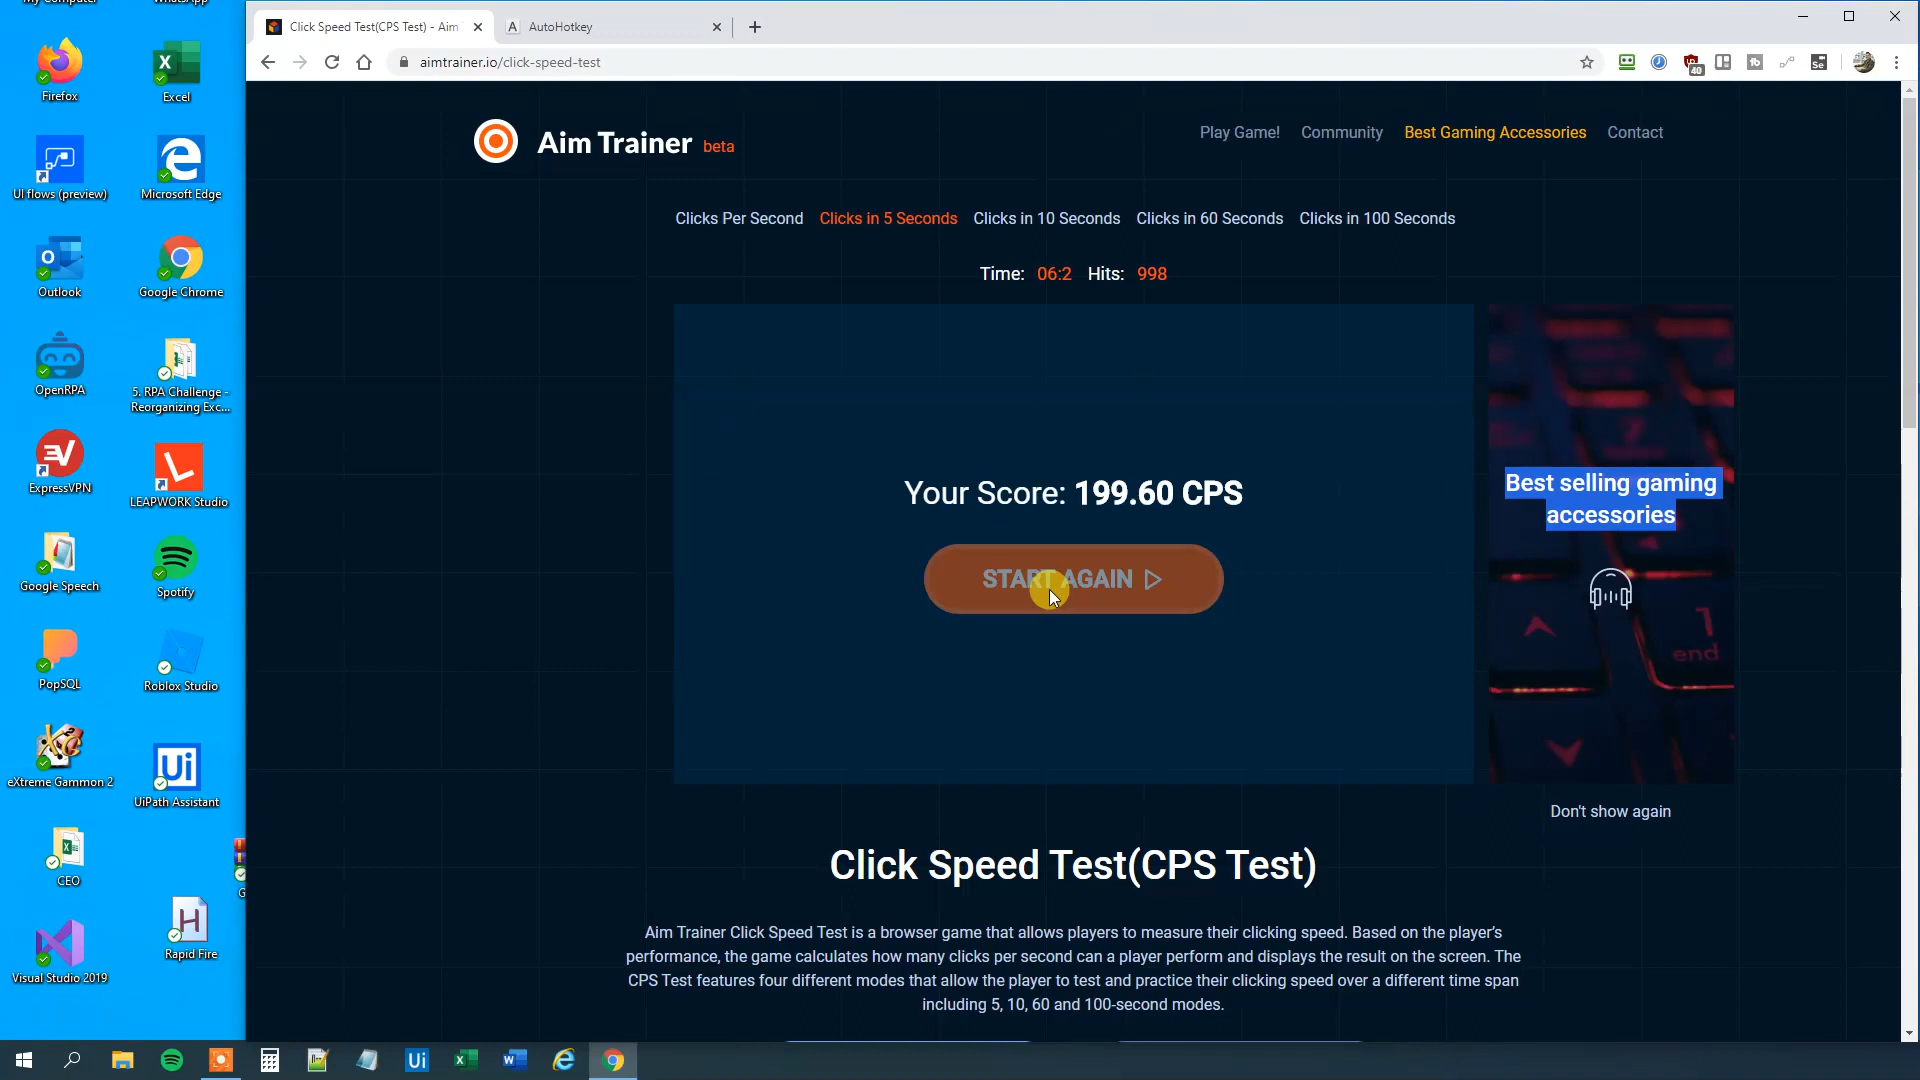 My Computer
WhatsApp
Firefox
Excel
UI flows (preview)
Microsoft Edge
Outlook
Google Chrome
OpenRPA
5. RPA Challenge - Reorganizing Exc...
ExpressVPN
LEAPWORK Studio
Google Speech
Spotify
PopSQL
Roblox Studio
eXtreme Gammon 2
UiPath Assistant
CEO
Rapid Fire
Visual Studio 2019
Click Speed Test(CPS Test) - Aim
AutoHotkey
aimtrainer.io/click-speed-test
40
Aim Trainer beta
Play Game! Community Best Gaming Accessories Contact
Clicks Per Second Clicks in 5 Seconds Clicks in 10 Seconds Clicks in 60 Seconds Clicks in 100 Seconds
Time: 06:2 Hits: 998
Your Score: 199.60 CPS
START AGAIN
Best selling gaming
accessories
1
end
Don't show again
Click Speed Test(CPS Test)
Aim Trainer Click Speed Test is a browser game that allows players to measure their clicking speed. Based on the player's
performance, the game calculates how many clicks per second can a player perform and displays the result on the screen. The
CPS Test features four different modes that allow the player to test and practice their clicking speed over a different time span
including 5, 10, 60 and 100-second modes.